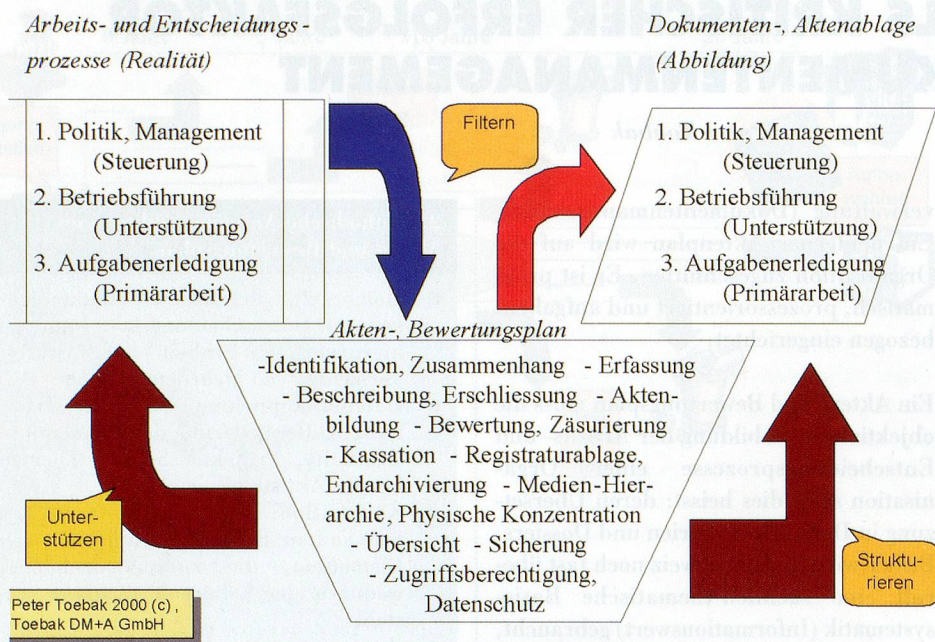 Arbeits- und Entscheidungs-
prozesse (Realität)
Dokumenten-, Aktenablage
(Abbildung)
1. Politik, Management
(Steuerung)
2. Betriebsführung
(Unterstützung)
3. Aufgabenerledigung
(Primärarbeit)
Filtern
1. Politik, Management
(Steuerung)
2. Betriebsführung
(Unterstützung)
3. Aufgabenerledigung
(Primärarbeit)
Akten-, Bewertungsplan
-Identifikation, Zusammenhang - Erfassung
- Beschreibung, Erschliessung - Akten-
bildung - Bewertung, Zäsurierung
- Kassation - Registraturablage,
Endarchivierung - Medien-Hier-
archie, Physische Konzentration
- Übersicht - Sicherung
- Zugriffsberechtigung,
Datenschutz
Unter-
stützen
Struktu-
rieren
Peter Toebak 2000 (c),
Toebak DM+A GmbH